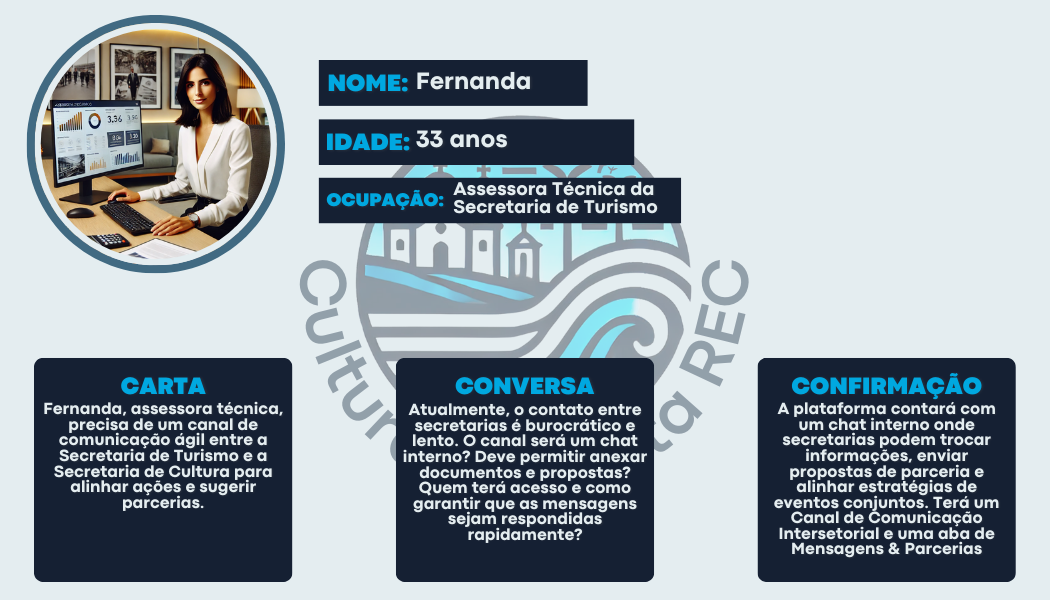 NOME: Fernanda
IDADE: 33 anos
OCUPAÇÃO: Assessora Técnica da
Secretaria de Turismo
CARTA
Fernanda, assessora técnica,
precisa de um canal de
comunicação ágil entre a
Secretaria de Turismo e a
Secretaria de Cultura para
alinhar ações e sugerir
parcerias.
CONVERSA
Atualmente, o contato entre
secretarias é burocrático e
lento. O canal será um chat
interno? Deve permitir anexar
documentos e propostas?
Quem terá acesso e como
garantir que as mensagens
sejam respondidas
rapidamente?
CONFIRMAÇÃO
A plataforma contará com
um chat interno onde
secretarias podem trocar
informações, enviar
propostas de parceria e
alinhar estratégias de
eventos conjuntos. Terá um
Canal de Comunicação
Intersetorial e uma aba de
Mensagens & Parcerias
REC